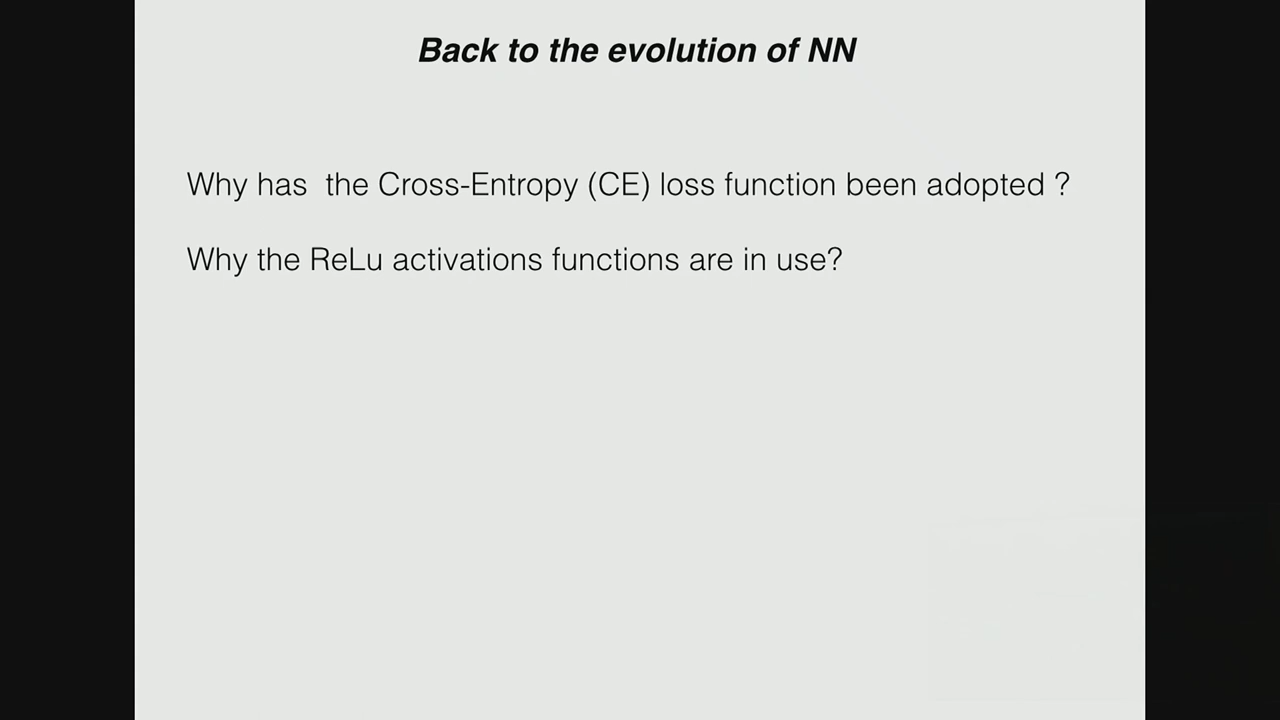 Back to the evolution of NN
Why has the Cross-Entropy (CE) loss function been adopted ?
Why the ReLu activations functions are in use?